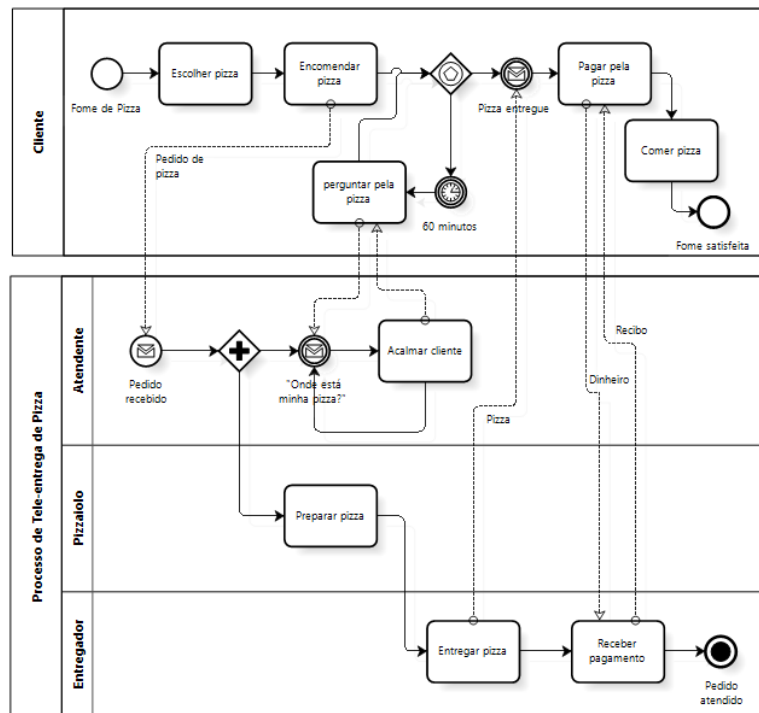 Cliente
Fome de Pizza
Escolher pizza
Encomendar
pizza
Pizza entregue
Pagar pela
pizza
Comer pizza
Fome satisfeita
Pedido de
pizza
perguntar pela
pizza
60 minutos
Processo de Tele-entrega de Pizza
Atendente
Pedido
recebido
"Onde está
minha pizza?"
Acalmar cliente
Pizza
Dinheiro
Recibo
Pizzaiolo
Preparar pizza
Entregador
Entregar pizza
Receber
pagamento
Pedido
atendido